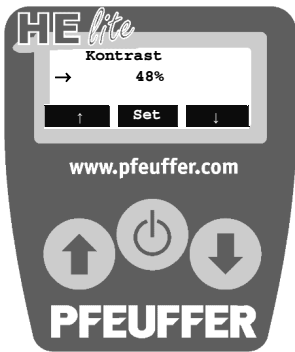 HE lite
Kontrast
→ 48%
↑ Set ↓
www.pfeuffer.com
PFEUFFER